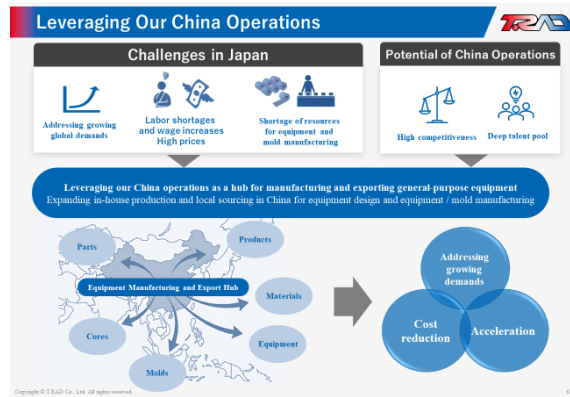 Leveraging Our China Operations
T.RAD
Challenges in Japan
Addressing growing
global demands
Labor shortages
and wage increases
High prices
Shortage of resources
for equipment and
mold manufacturing
Potential of China Operations
High competitiveness
Deep talent pool
Leveraging our China operations as a hub for manufacturing and exporting general-purpose equipment
Expanding in-house production and local sourcing in China for equipment design and equipment / mold manufacturing
Parts
Products
Equipment Manufacturing and Export Hub
Materials
Cores
Equipment
Molds
Addressing
growing
demands
Cost
reduction
Acceleration
Copyright © T.RAD Co., Ltd. All rights reserved.
6